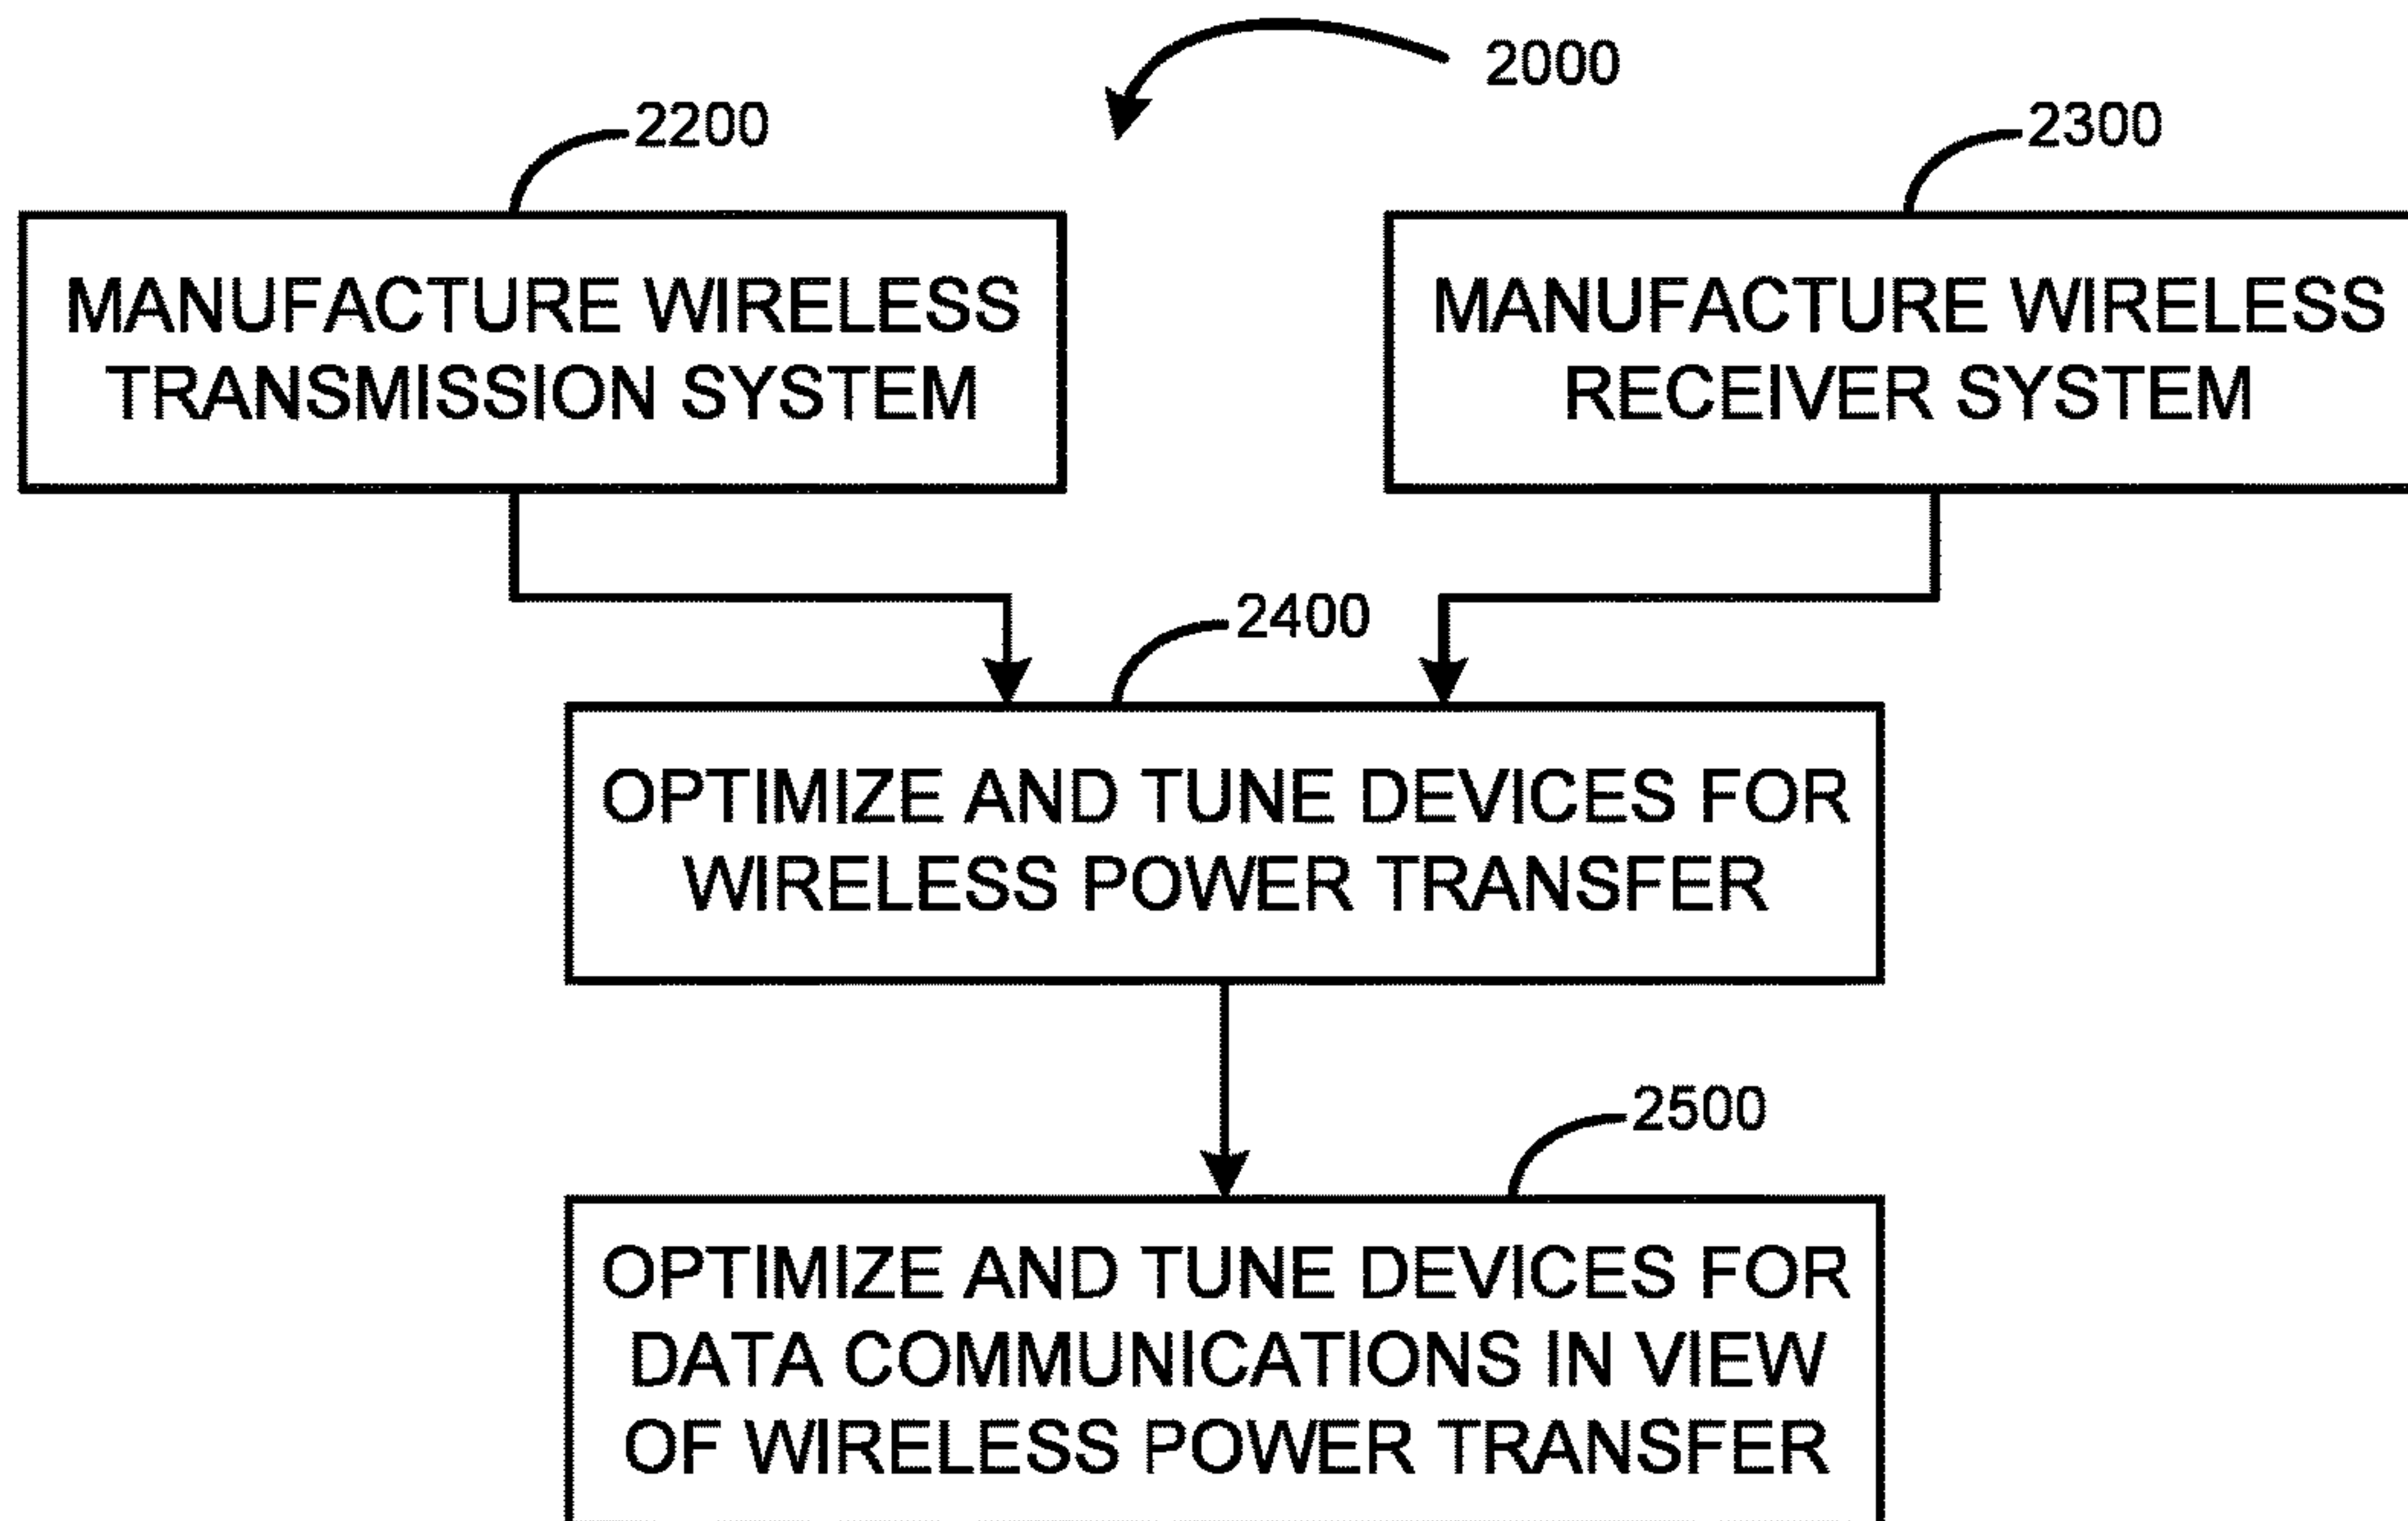 2000
2200
2300
MANUFACTURE WIRELESS
TRANSMISSION SYSTEM
MANUFACTURE WIRELESS
RECEIVER SYSTEM
2400
OPTIMIZE AND TUNE DEVICES FOR
WIRELESS POWER TRANSFER
2500
OPTIMIZE AND TUNE DEVICES FOR
DATA COMMUNICATIONS IN VIEW
OF WIRELESS POWER TRANSFER